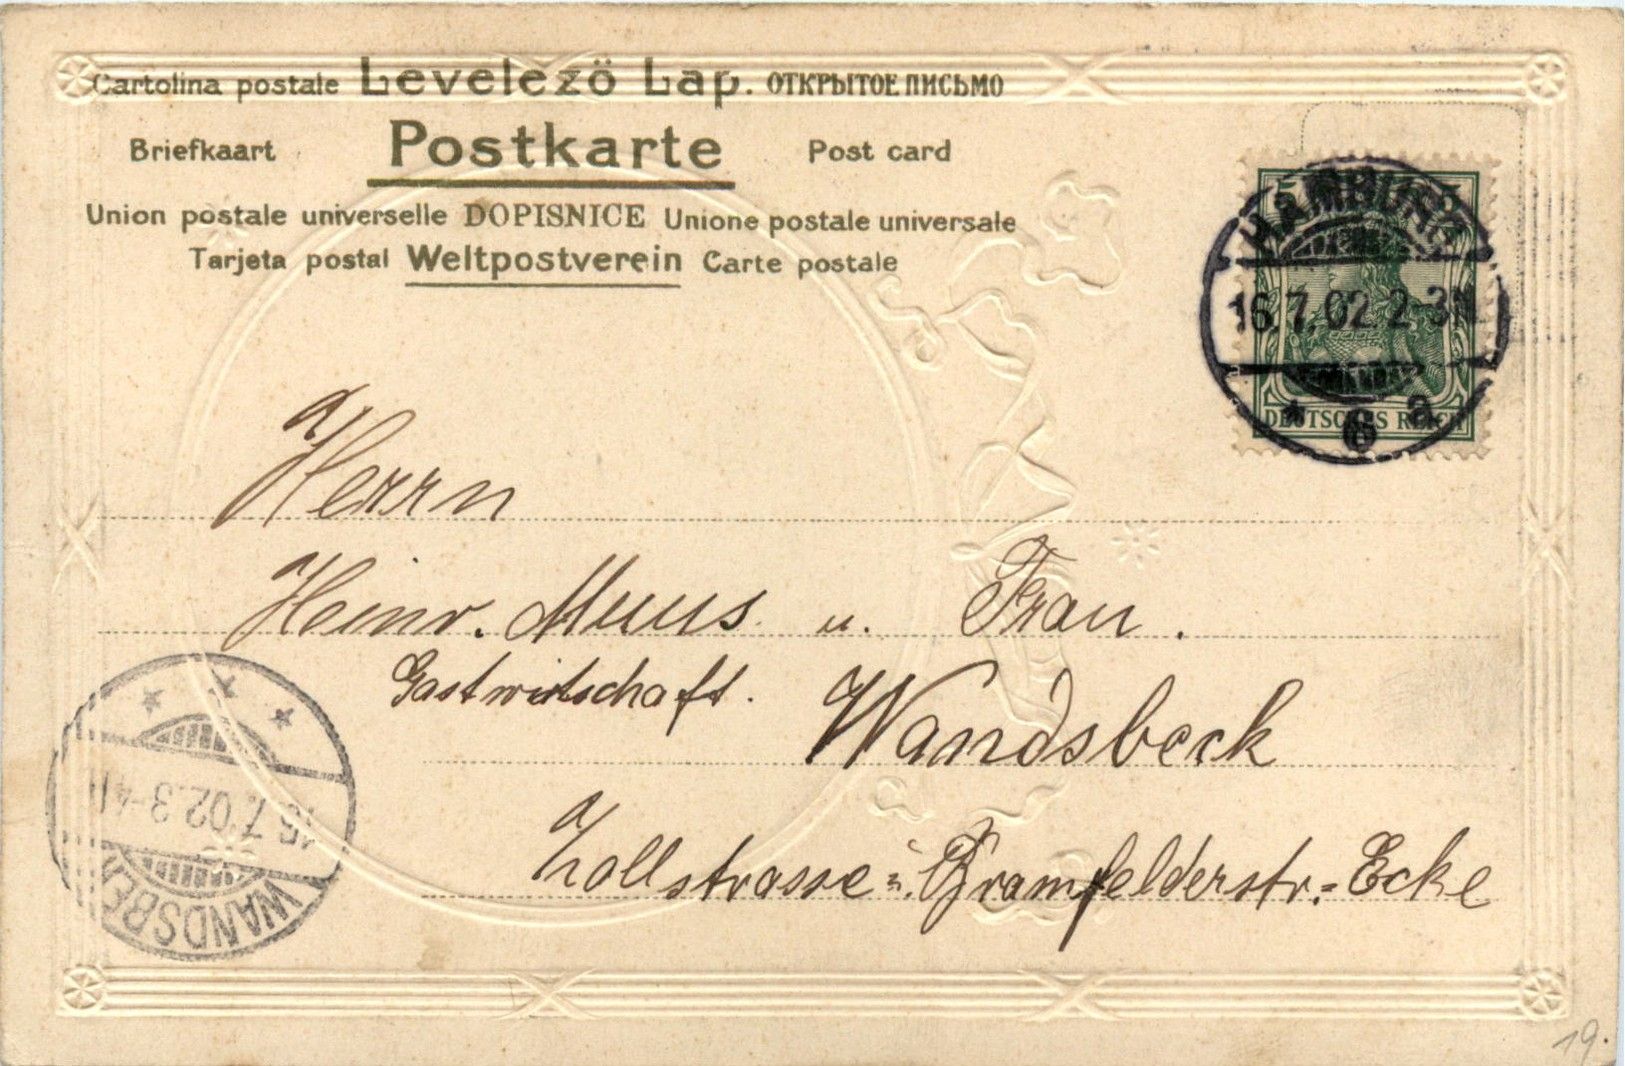 Cartolina postale Levelező Lap. ОТКРЫТОЕ ПИСЬМО
Briefkaart Postkarte Post card
Union postale universelle DOPISNICE Unione postale universale
Tarjeta postal Weltpostverein Carte postale
HAMBURG
16.7.02.2-3N
* 6 a
DEUTSCHES REICH
Herrn
Heinr. Muus u. Frau.
Gastwirtschaft.
Wandsbeck
Zollstrasse u. Bramfelderstr.=Ecke
16.7.02.3-4N
WANDSBEK
19.